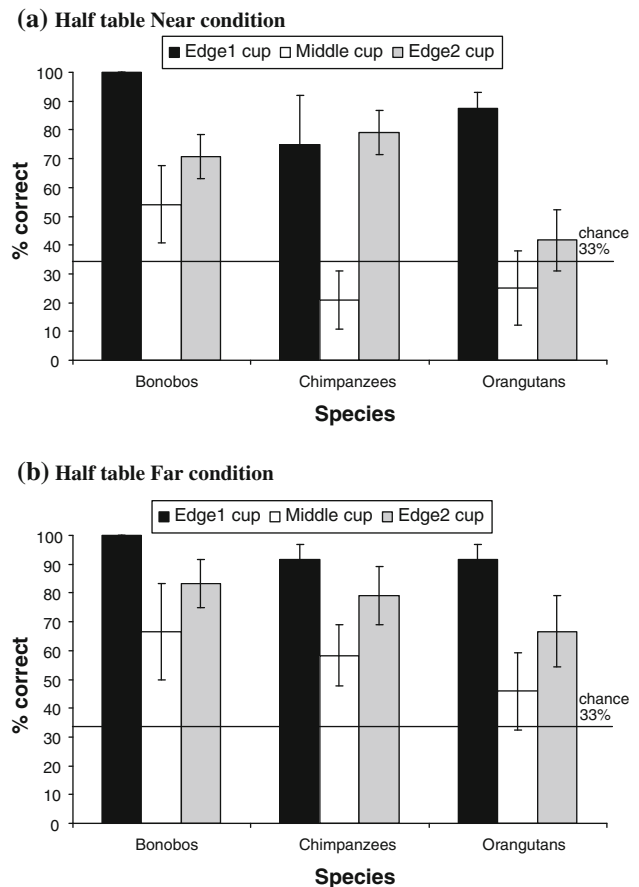 (a) Half table Near condition
Edge1 cup Middle cup Edge2 cup
100
90
80
70
60
50
40
30
20
10
0
% correct
chance
33%
Bonobos Chimpanzees Orangutans
Species
(b) Half table Far condition
Edge1 cup Middle cup Edge2 cup
100
90
80
70
60
50
40
30
20
10
0
% correct
chance
33%
Bonobos Chimpanzees Orangutans
Species